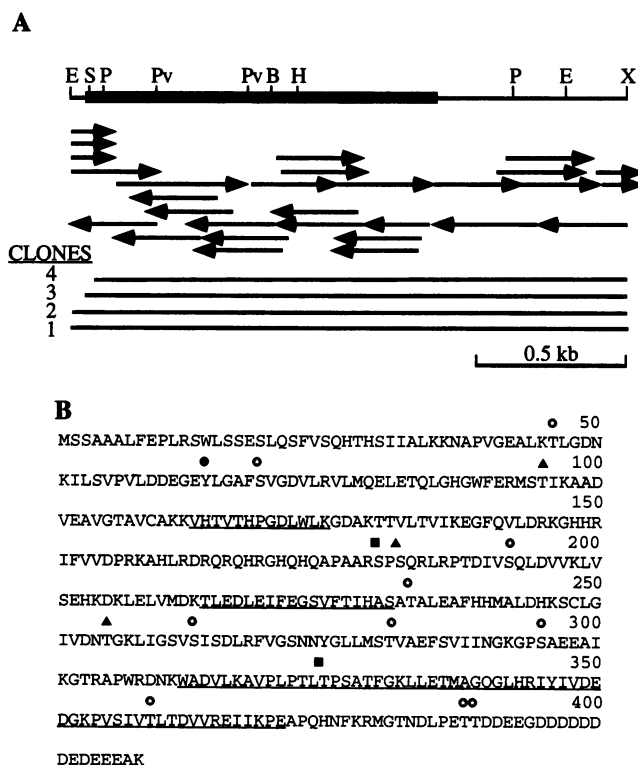 A
E S P Pv Pv B H P E X
CLONES
4
3
2
1
0.5 kb
B
50
MSSAAALFEPLRSWLSSESLQSFVSQHTHSIIALKKNAPVGEALKTLGDN
100
KILSVPVLDDEGEYLGAFSVGDVLRVLMQELETQLGHGWFERMSTIKAAD
150
VEAVGTAVCAKKVHTVTHPGDLWLKGDAKTTVLTVIKEGFQVLDRKGHHR
200
IFVVDPRKAHLRDRQRQHRGHQHQAPAARSPSQRLRPTDIVSQLDVVKLV
250
SEHKDKLELVMDKTLEDLEIFEGSVFTIHASATALEAFHHMALDHKSCLG
300
IVDNTGKLIGSVSISDLRFVGSNNYGLLMSTVAEFSVIINGKGPSAEEAI
350
KGTRAPWRDNKWADVLKAVPLPTLTPSATFGKLLETMAGQGLHRIYIVDE
400
DGKPVSIVTLTDVVREIIKPEAPQHNFKRMGTNDLPETTDDEEGDDDDDD
DEDEEEAK